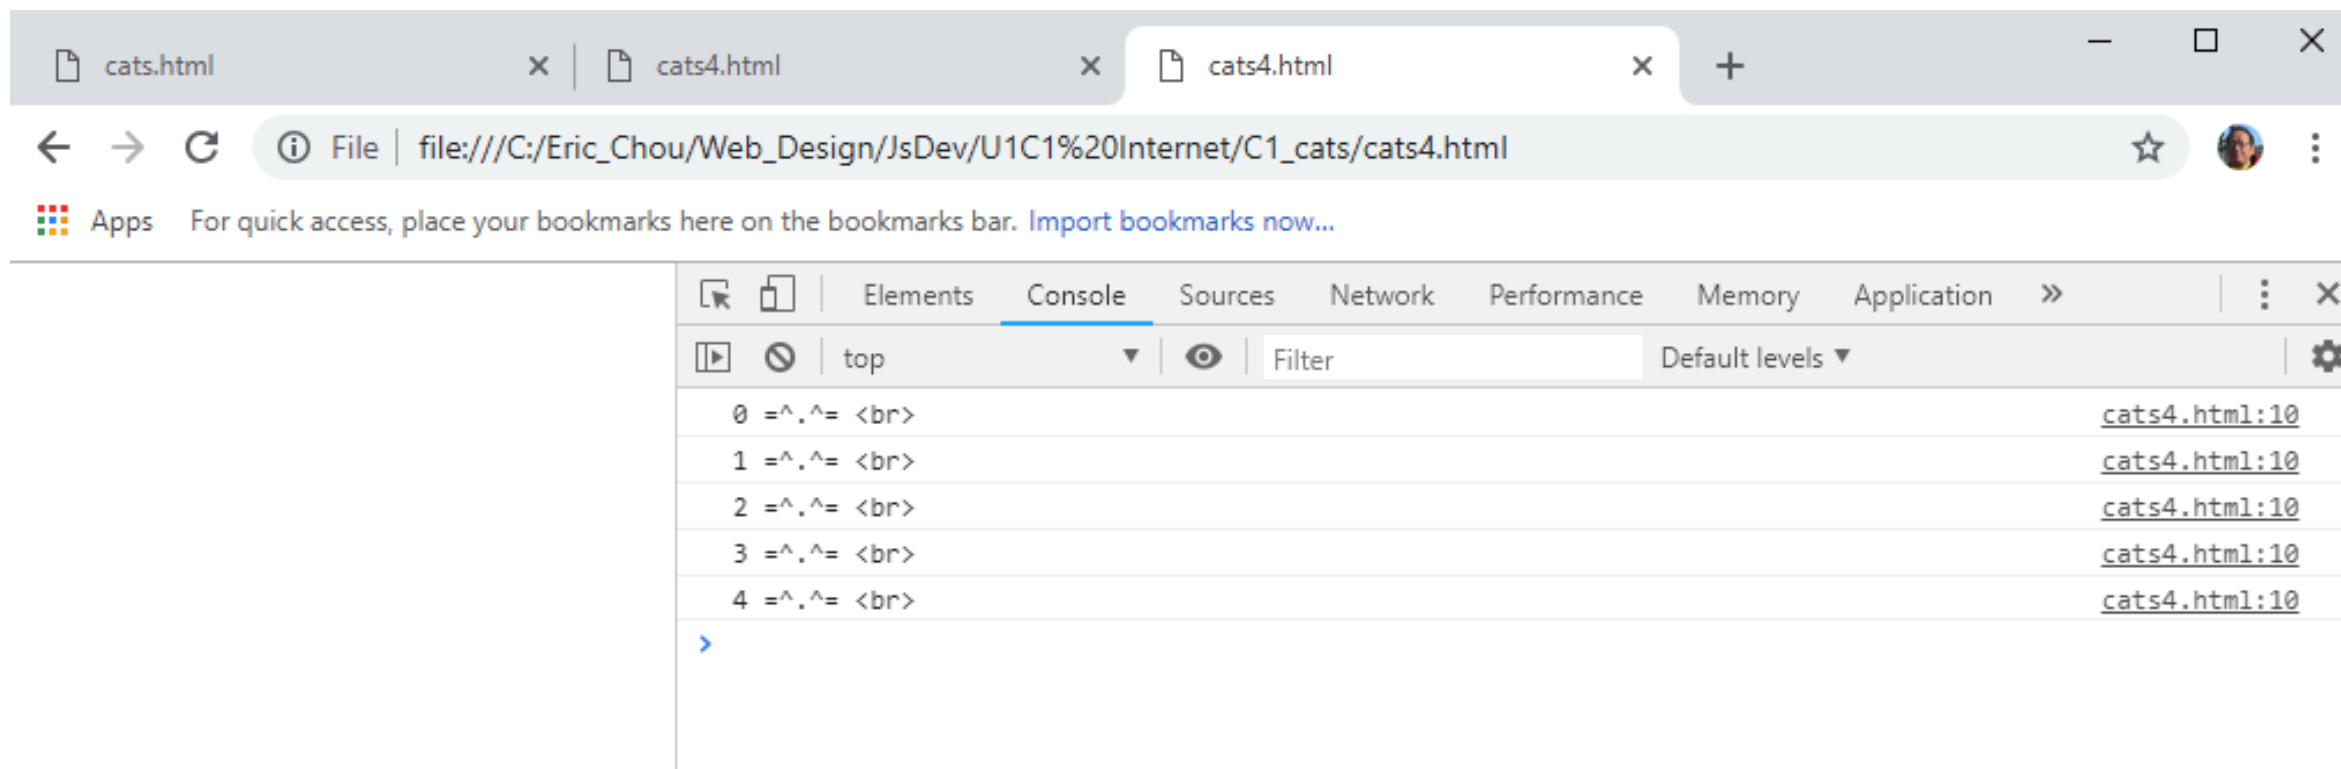 cats.html cats4.html cats4.html
File file:///C:/Eric_Chou/Web_Design/JsDev/U1C1%20Internet/C1_cats/cats4.html
Apps For quick access, place your bookmarks here on the bookmarks bar. Import bookmarks now...
Elements Console Sources Network Performance Memory Application »
top Filter Default levels
0 =^.^= <br> cats4.html:10
1 =^.^= <br> cats4.html:10
2 =^.^= <br> cats4.html:10
3 =^.^= <br> cats4.html:10
4 =^.^= <br> cats4.html:10